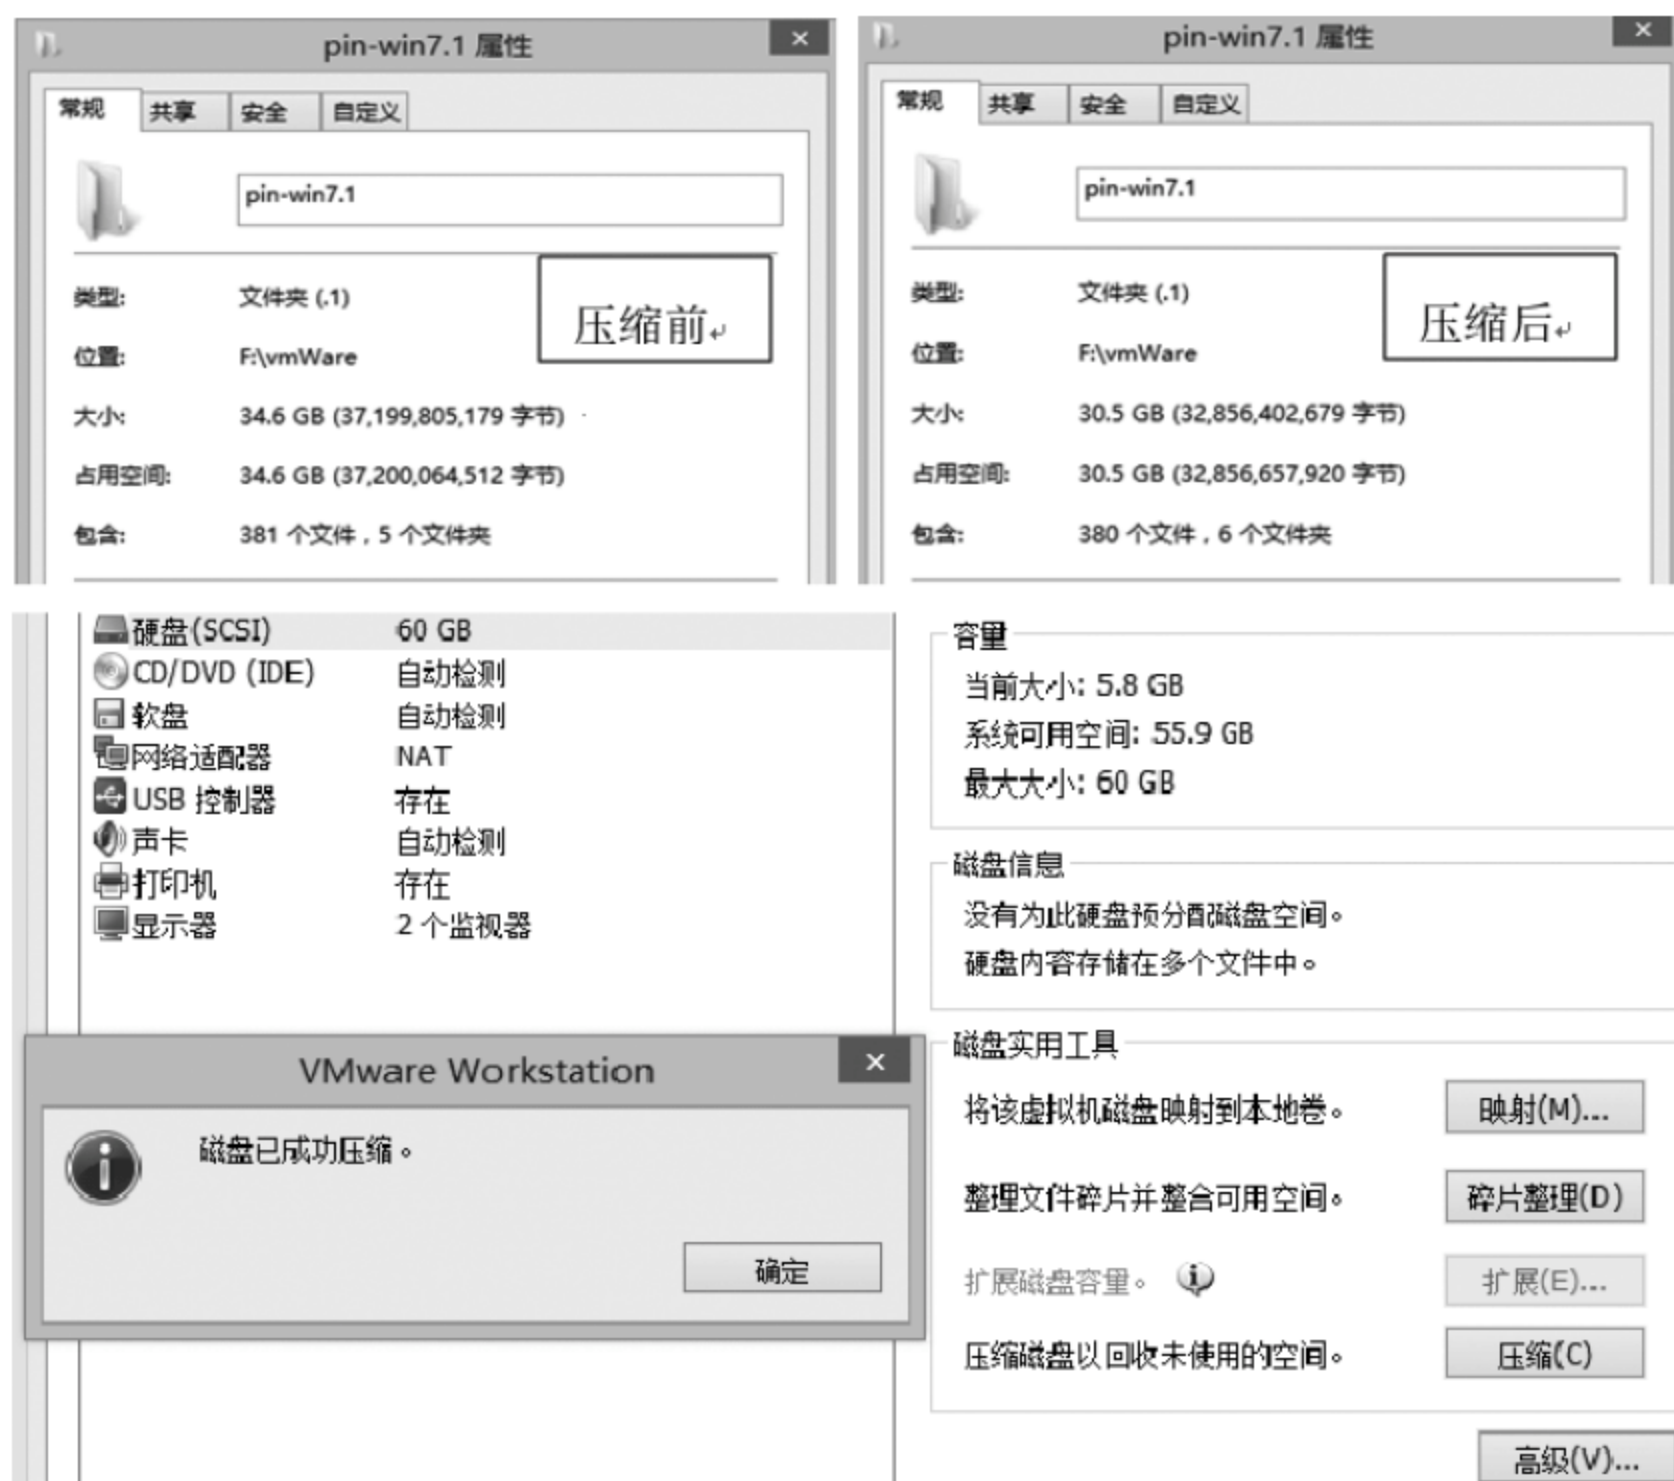 pin-win7.1 属性
常规 共享 安全 自定义
pin-win7.1
压缩前
类型: 文件夹 (.1)
位置: F:\vmWare
大小: 34.6 GB (37,199,805,179 字节)
占用空间: 34.6 GB (37,200,064,512 字节)
包含: 381 个文件，5 个文件夹
pin-win7.1 属性
常规 共享 安全 自定义
pin-win7.1
压缩后
类型: 文件夹 (.1)
位置: F:\vmWare
大小: 30.5 GB (32,856,402,679 字节)
占用空间: 30.5 GB (32,856,657,920 字节)
包含: 380 个文件，6 个文件夹
硬盘(SCSI) 60 GB
CD/DVD (IDE) 自动检测
软盘 自动检测
网络适配器 NAT
USB 控制器 存在
声卡 自动检测
打印机 存在
显示器 2 个监视器
VMware Workstation
磁盘已成功压缩。
确定
容量
当前大小: 5.8 GB
系统可用空间: 55.9 GB
最大大小: 60 GB
磁盘信息
没有为此硬盘预分配磁盘空间。
硬盘内容存储在多个文件中。
磁盘实用工具
将该虚拟机磁盘映射到本地卷。 映射(M)...
整理文件碎片并整合可用空间。 碎片整理(D)
扩展磁盘容量。 扩展(E)...
压缩磁盘以回收未使用的空间。 压缩(C)
高级(V)...